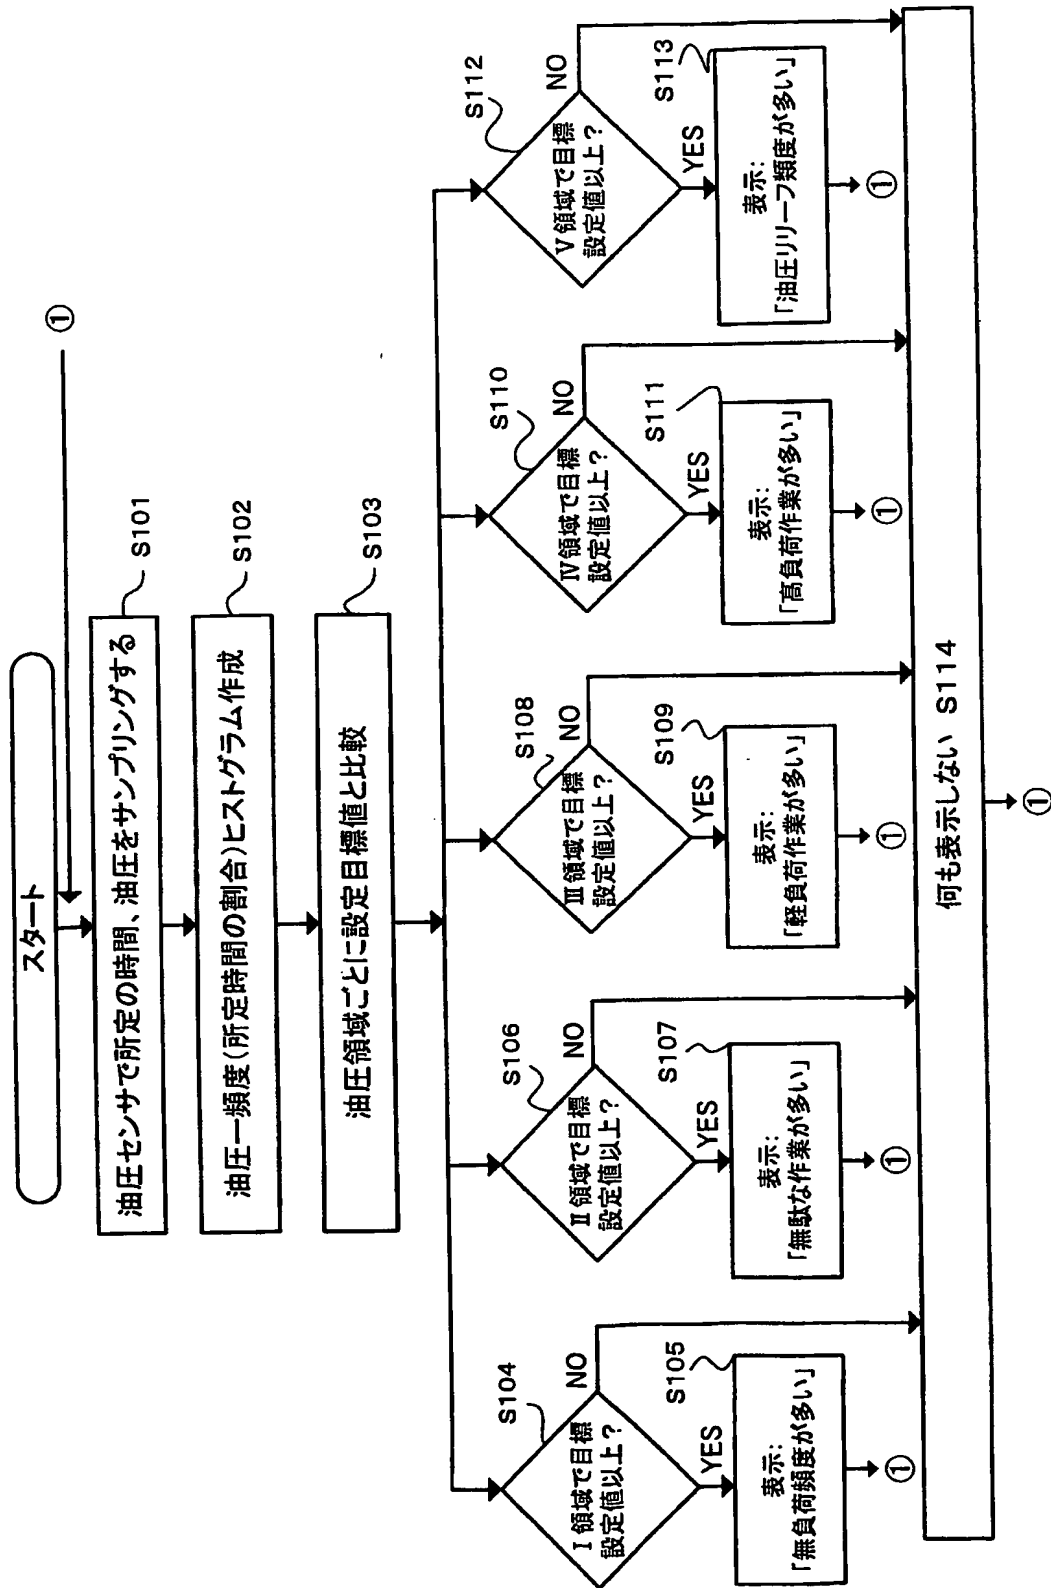 スタート
①
油圧センサで所定の時間、油圧をサンプリングする
S101
油圧ー頻度(所定時間の割合)ヒストグラム作成
S102
油圧領域ごとに設定目標値と比較
S103
Ⅰ領域で目標
設定値以上?
S104
NO
YES
S105
表示:
「無負荷頻度が多い」
①
Ⅱ領域で目標
設定値以上?
S106
NO
YES
S107
表示:
「無駄な作業が多い」
①
Ⅲ領域で目標
設定値以上?
S108
NO
YES
S109
表示:
「軽負荷作業が多い」
①
Ⅳ領域で目標
設定値以上?
S110
NO
YES
S111
表示:
「高負荷作業が多い」
①
Ⅴ領域で目標
設定値以上?
S112
NO
YES
S113
表示:
「油圧リリーフ類度が多い」
①
何も表示しない S114
①